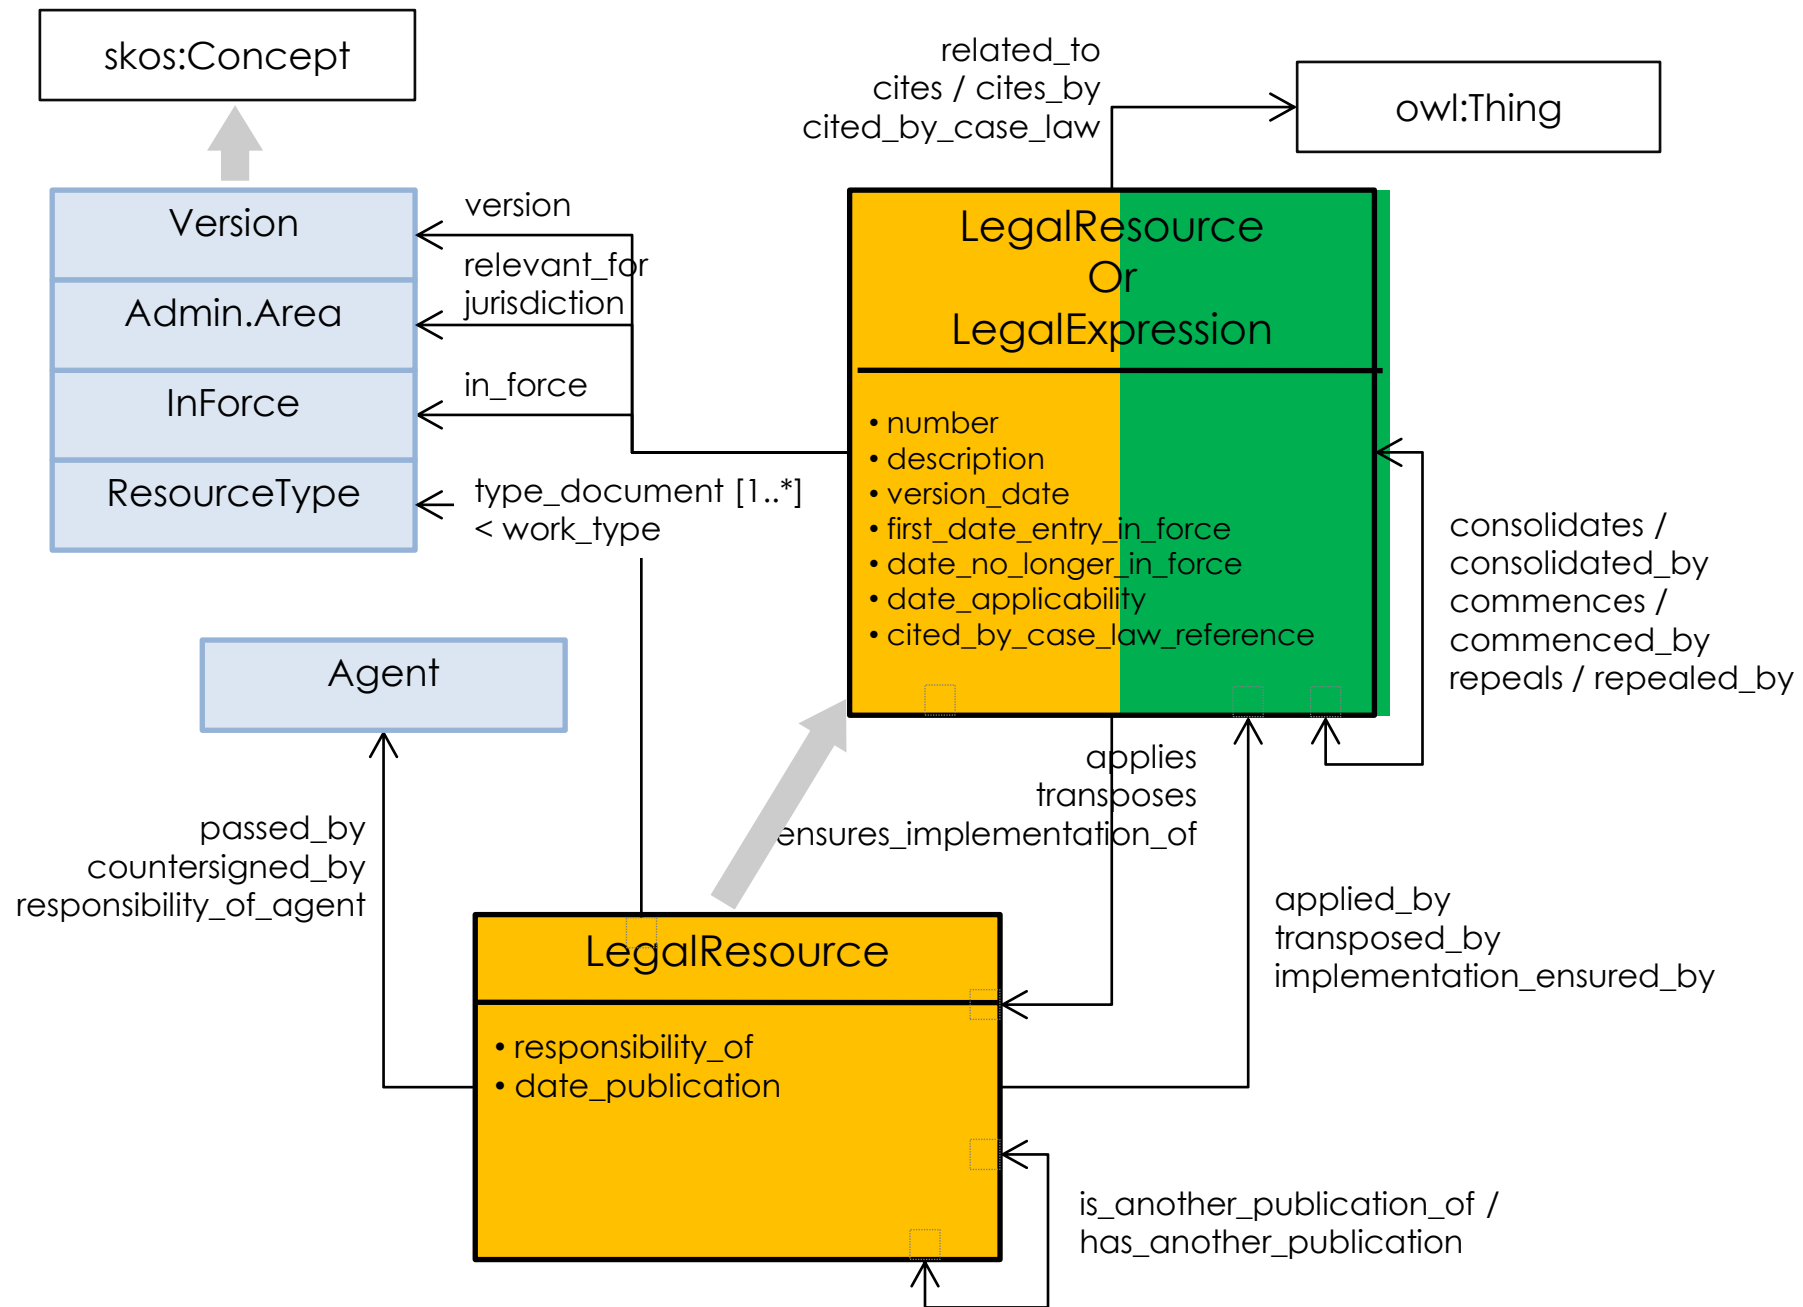 skos:Concept
related_to
cites / cites_by
cited_by_case_law
owl:Thing
Version
Admin.Area
InForce
ResourceType
version
relevant_for
jurisdiction
in_force
type_document [1..*]
< work_type
LegalResource
Or
LegalExpression
• number
• description
• version_date
• first_date_entry_in_force
• date_no_longer_in_force
• date_applicability
• cited_by_case_law_reference
consolidates /
consolidated_by
commences /
commenced_by
repeals / repealed_by
Agent
passed_by
countersigned_by
responsibility_of_agent
applies
transposes
ensures_implementation_of
applied_by
transposed_by
implementation_ensured_by
LegalResource
• responsibility_of
• date_publication
is_another_publication_of /
has_another_publication